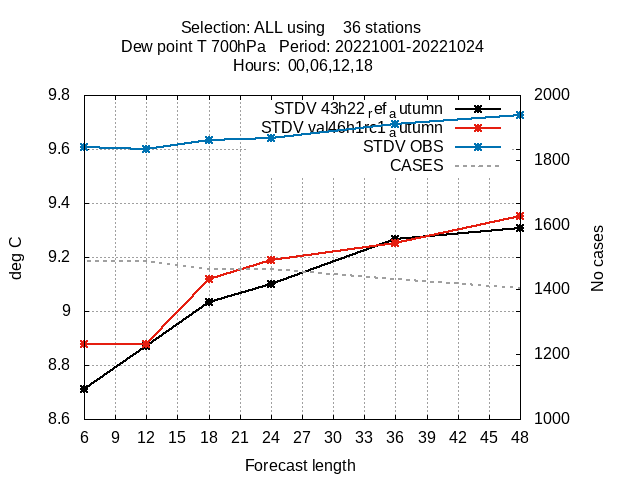 Selection: ALL using    36 stations
Dew point T 700hPa   Period: 20221001-20221024
Hours:  00,06,12,18
STDV 43h22ref autumn
STDV val46h1rc1autumn
STDV OBS
CASES
9.8
9.6
9.4
9.2
9
8.8
8.6
deg C
2000
1800
1600
1400
1200
1000
No cases
6 9 12 15 18 21 24 27 30 33 36 39 42 45 48
Forecast length